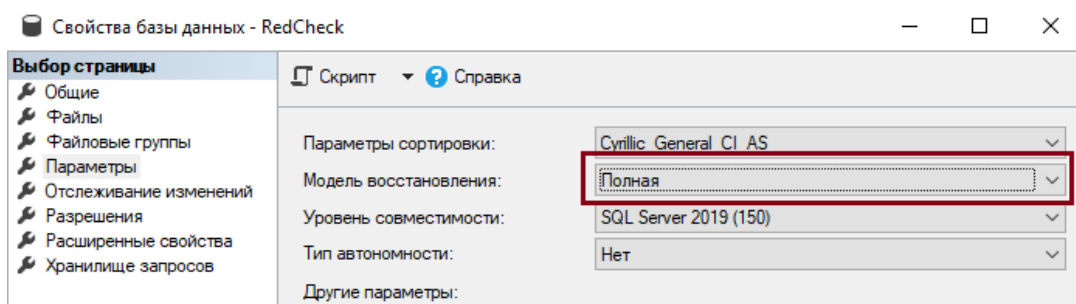 Свойства базы данных - RedCheck
Выбор страницы
Общие
Файлы
Файловые группы
Параметры
Отслеживание изменений
Разрешения
Расширенные свойства
Хранилище запросов
Скрипт
Справка
Параметры сортировки: Cyrillic_General_CI_AS
Модель восстановления: Полная
Уровень совместимости: SQL Server 2019 (150)
Тип автономности: Нет
Другие параметры: